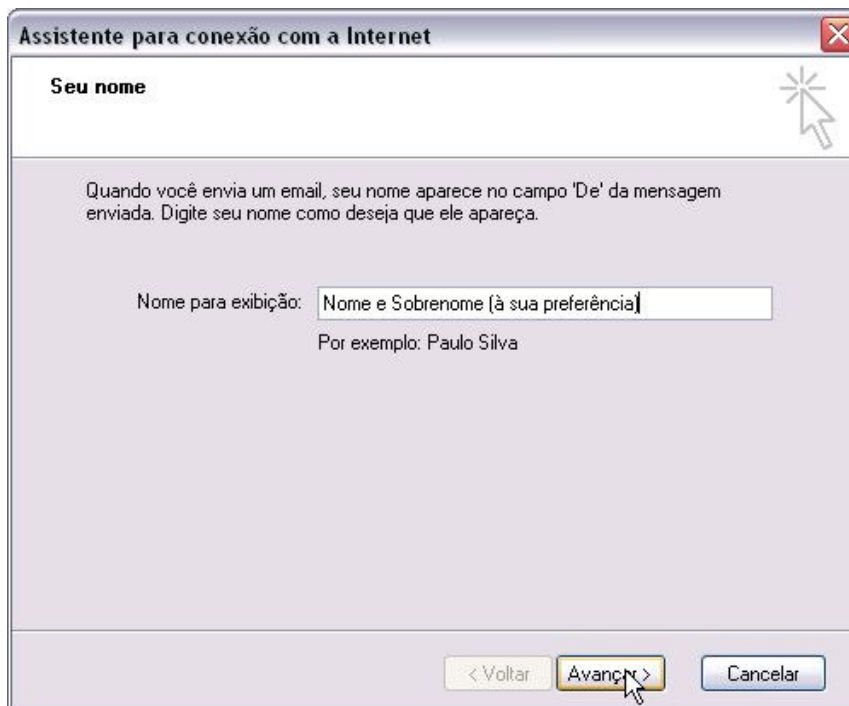 Assistente para conexão com a Internet
Seu nome
Quando você envia um email, seu nome aparece no campo 'De' da mensagem
enviada. Digite seu nome como deseja que ele apareça.
Nome para exibição: Nome e Sobrenome (à sua preferência)
Por exemplo: Paulo Silva
< Voltar Avançar > Cancelar